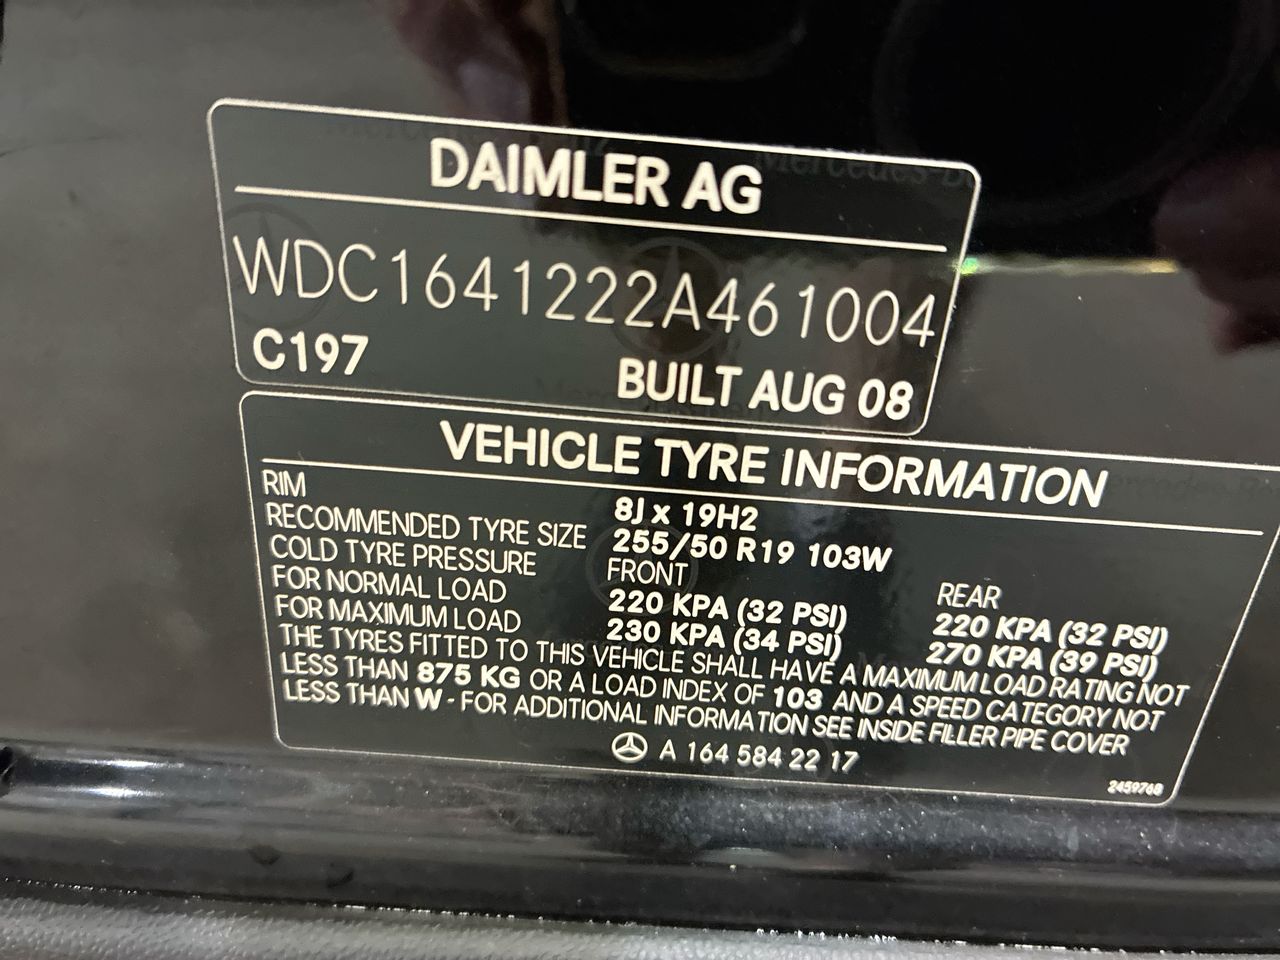 DAIMLER AG
WDC1641222A461004
C197 BUILT AUG 08
VEHICLE TYRE INFORMATION
RIM 8J x 19H2
RECOMMENDED TYRE SIZE 255/50 R19 103W
COLD TYRE PRESSURE FRONT REAR
FOR NORMAL LOAD 220 KPA (32 PSI) 220 KPA (32 PSI)
FOR MAXIMUM LOAD 230 KPA (34 PSI) 270 KPA (39 PSI)
THE TYRES FITTED TO THIS VEHICLE SHALL HAVE A MAXIMUM LOAD RATING NOT
LESS THAN 875 KG OR A LOAD INDEX OF 103 AND A SPEED CATEGORY NOT
LESS THAN W - FOR ADDITIONAL INFORMATION SEE INSIDE FILLER PIPE COVER
A 164 584 22 17
2459768